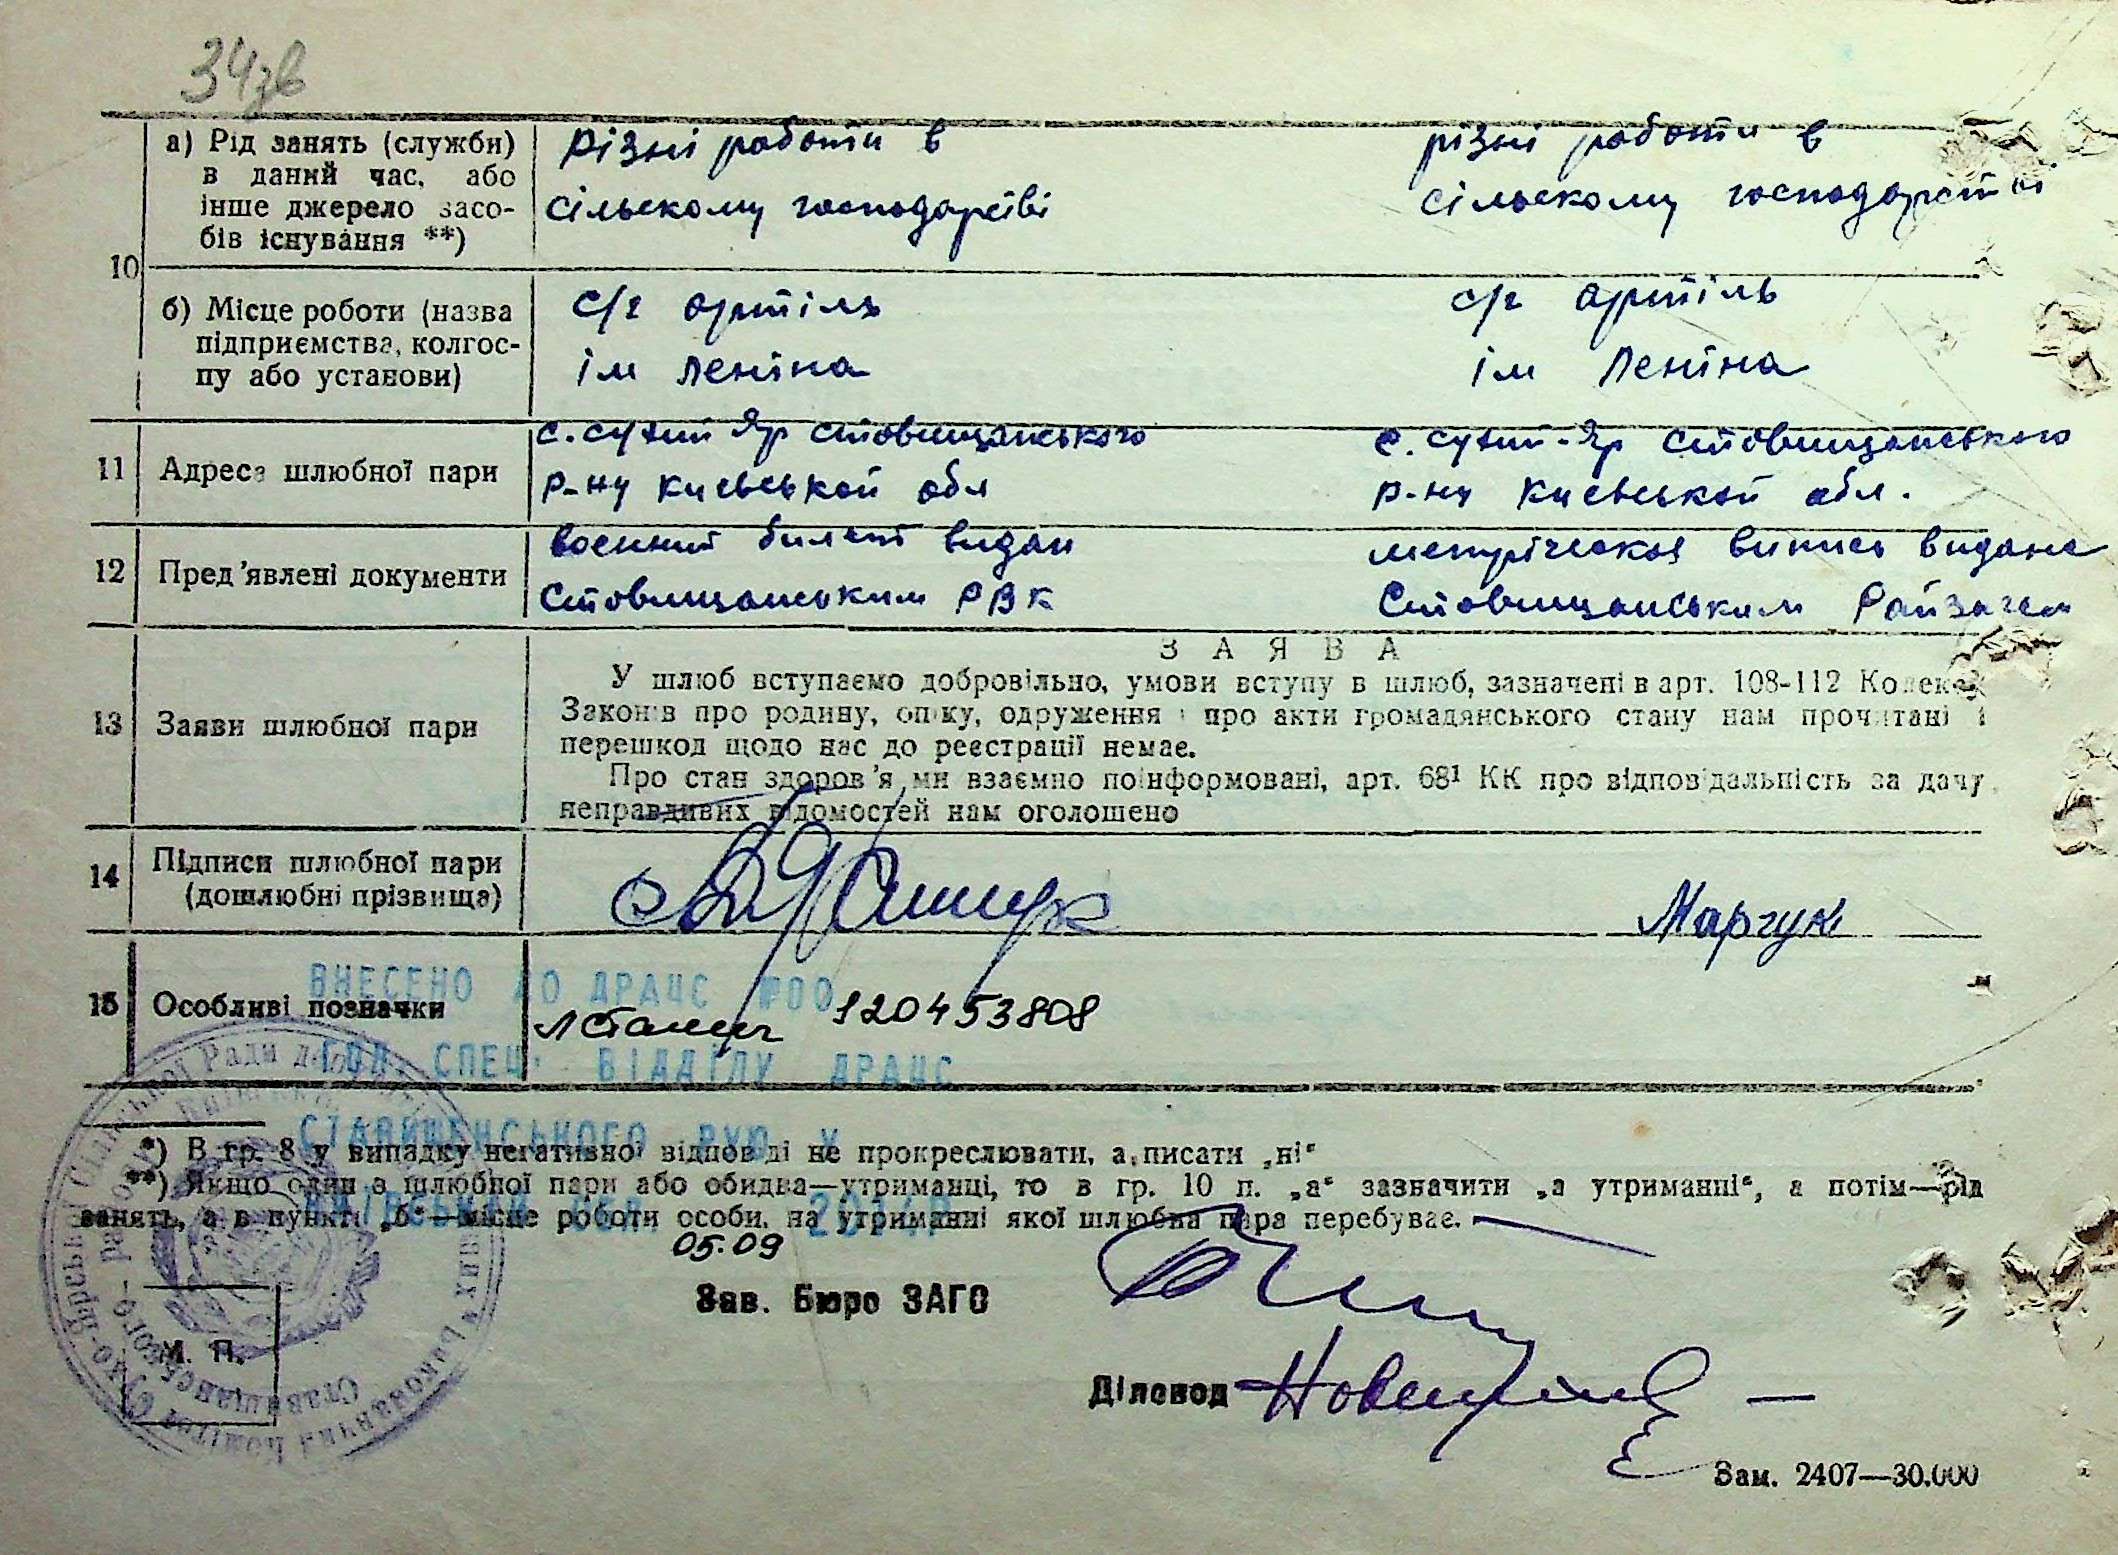 34зв
10
а) Рід занять (служби) в даний час, або інше джерело засобів існування **)
різні роботи в
сільскому господарстві
різні роботи в
сільскому господарстві
б) Місце роботи (назва підприємства, колгоспу або установи)
с/г артіль
ім Леніна
с/г артіль
ім Леніна
11 Адреса шлюбної пари
с. Сухий Яр Ставищанського
р-ну Киевськой обл
с. Сухий-Яр Ставищанського
р-ну Киевськой обл.
12 Пред'явлені документи
военний билет видан
Ставищанським РВК
метрическая випись видана
Ставищанським Райзагсм
13 Заяви шлюбної пари
ЗАЯВА
У шлюб вступаємо добровільно, умови вступу в шлюб, зазначені в арт. 108-112 Кодексу
Законів про родину, опіку, одруження і про акти громадянського стану нам прочитані і
перешкод щодо нас до реєстрації немає.
Про стан здоров'я ми взаємно поінформовані, арт. 68¹ КК про відповідальність за дачу
неправдивих відомостей нам оголошено
14 Підписи шлюбної пари
(дошлюбні прізвища)
Марчук
15 Особливі позначки
ВНЕСЕНО ДО ДРАЦС №00
120453808
ГОЛ. СПЕЦ. ВІДДІЛУ ДРАЦС
СТАВИЩЕНСЬКОГО РУЮ У
*) В гр. 8 у випадку негативної відповіді не прокреслювати, а писати „ні“
**) Якщо один з шлюбної пари або обидва—утриманці, то в гр. 10 п. „а“ зазначити „а утриманці“, а потім—рід
занять, а в пункті „б“—місце роботи особи, на утриманні якої шлюбна пара перебуває.
05.09
Зав. Бюро ЗАГС
М. П.
Діловод
Зам. 2407—30.000